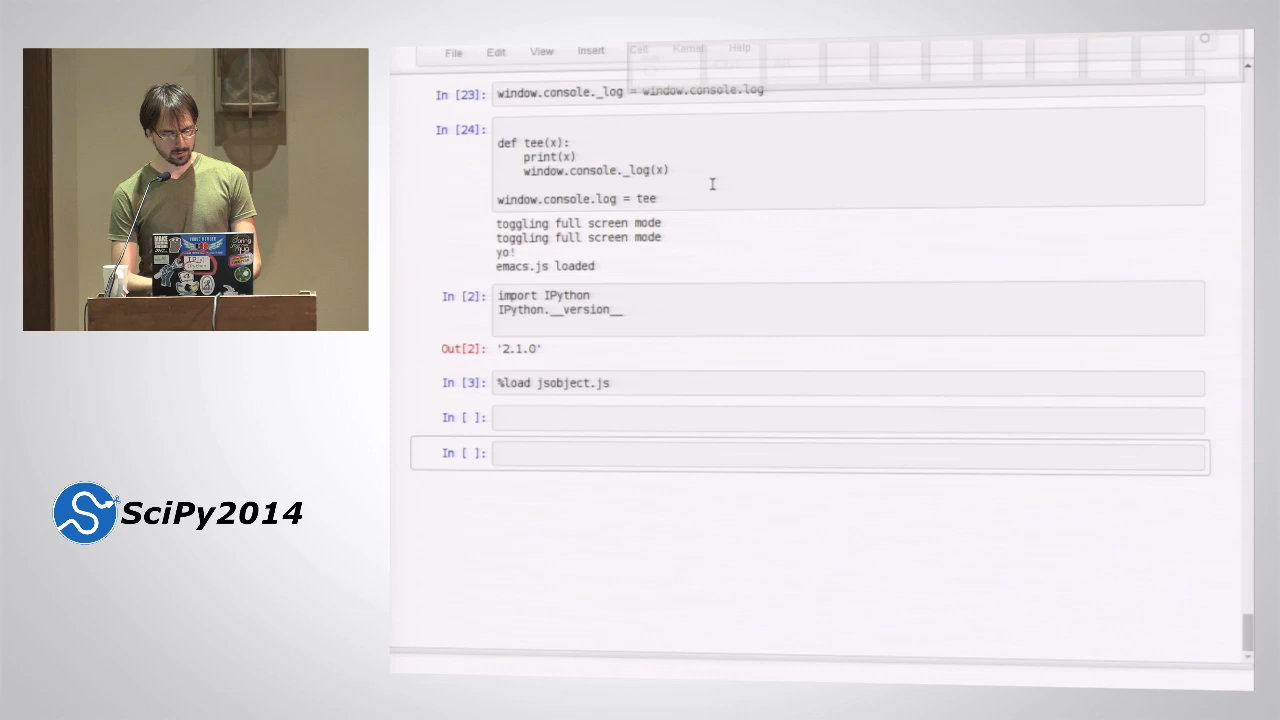 File Edit View Insert Cell Kernel Help
In [23]: window.console._log = window.console.log
In [24]:
def tee(x):
    print(x)
    window.console._log(x)
window.console.log = tee
toggling full screen mode
toggling full screen mode
yo!
emacs.js loaded
In [2]: import IPython
IPython.__version__
Out[2]: '2.1.0'
In [3]: %load jsobject.js
In [ ]:
In [ ]:
SciPy2014